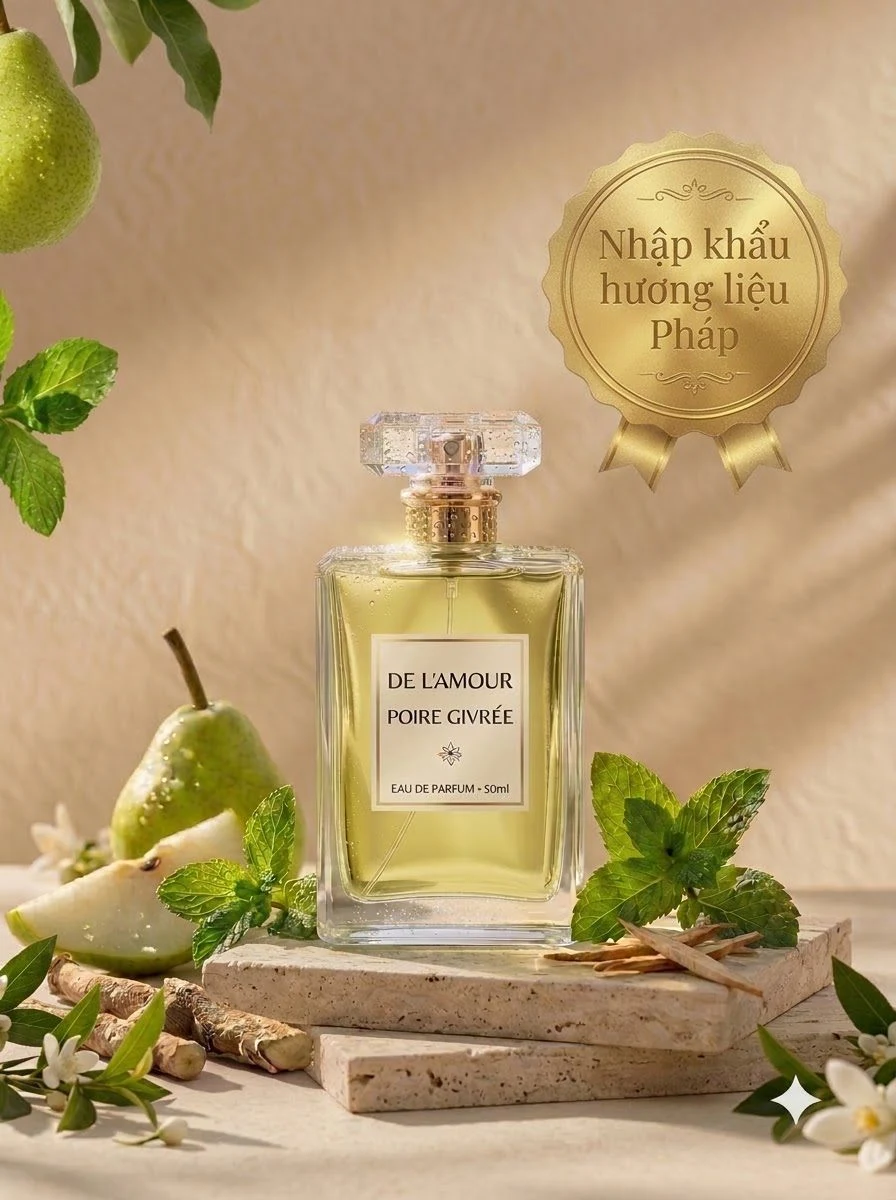 Nhập khẩu
hương liệu
Pháp
DE L'AMOUR
POIRE GIVRÉE
EAU DE PARFUM - 50ml